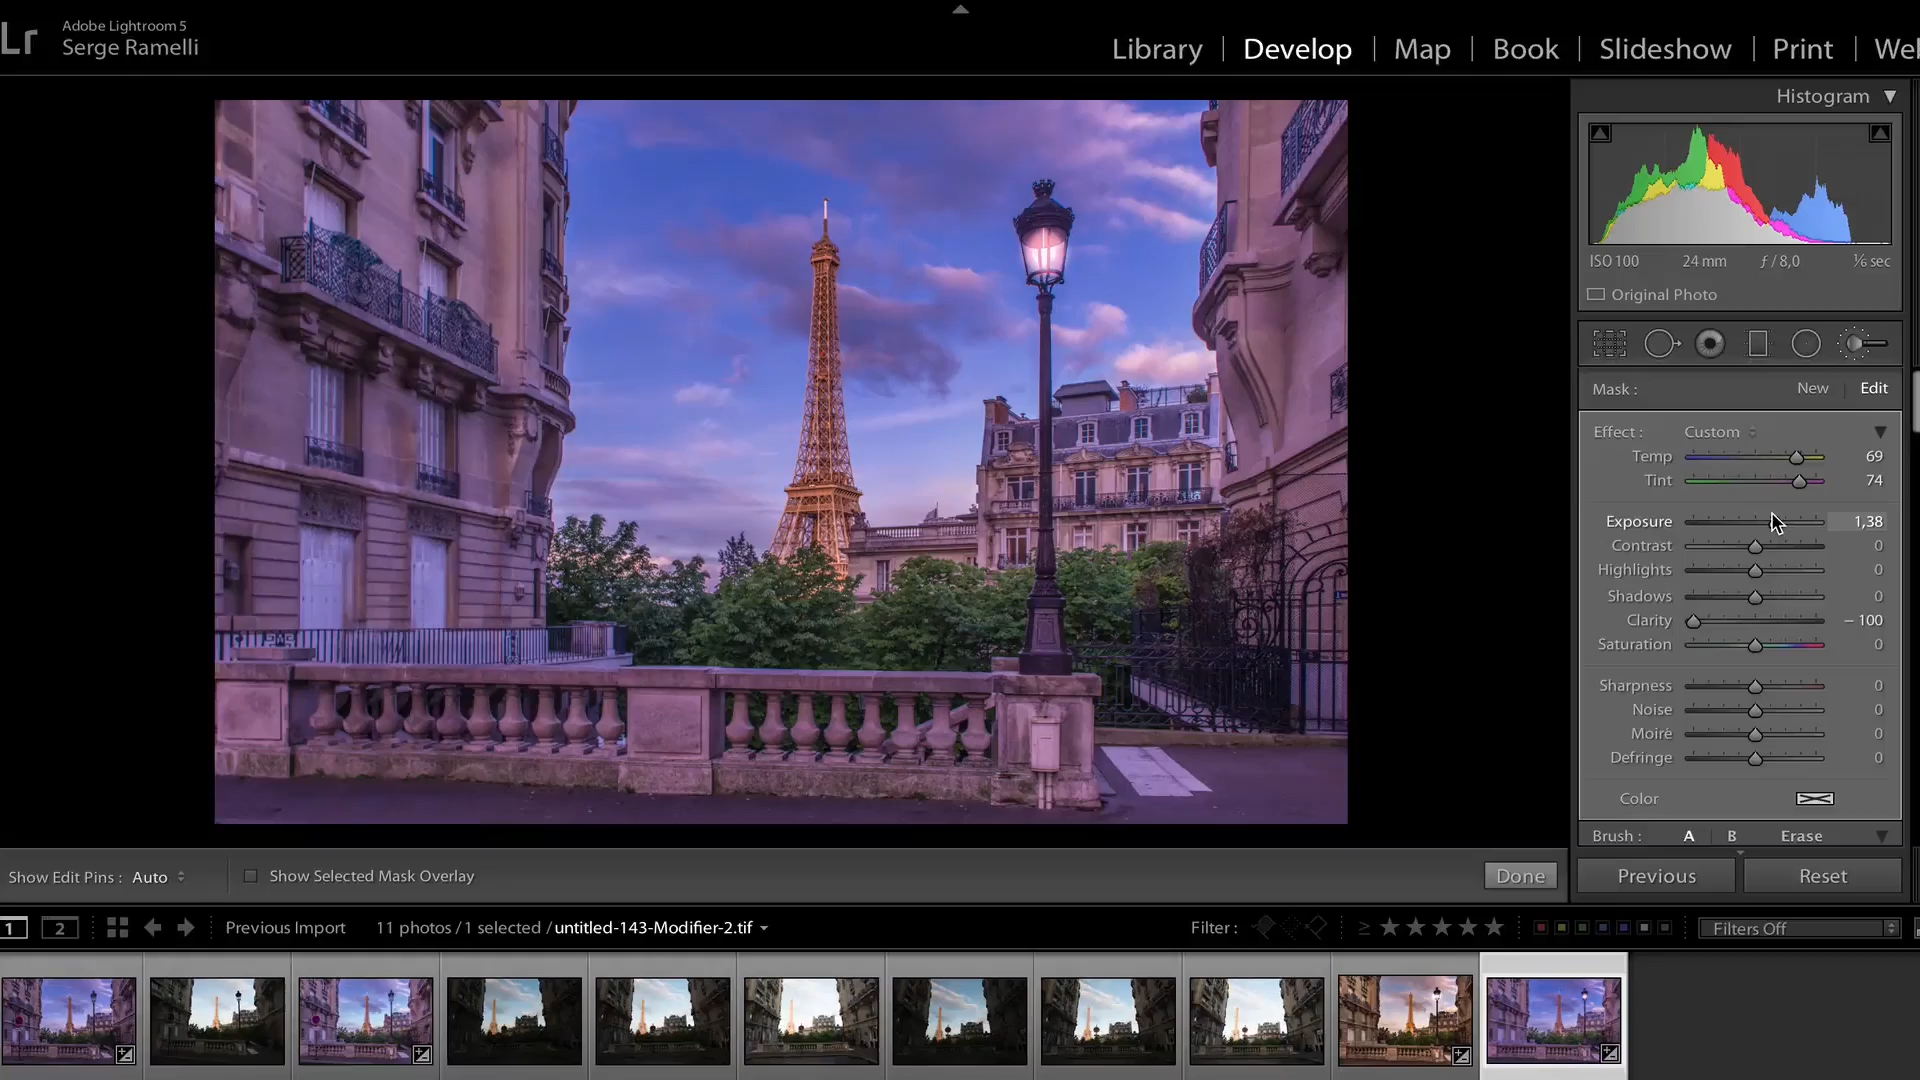 Lr
Adobe Lightroom 5
Serge Ramelli
Library | Develop | Map | Book | Slideshow | Print |
Histogram
ISO 100 24 mm ƒ / 8,0 ⅙ sec
Original Photo
Mask : New | Edit
Effect : Custom
Temp 69
Tint 74
Exposure 1,38
Contrast 0
Highlights 0
Shadows 0
Clarity – 100
Saturation 0
Sharpness 0
Noise 0
Moiré 0
Defringe 0
Color
Brush : A | B Erase
Show Edit Pins : Auto Show Selected Mask Overlay Done
Previous Reset
1 2 Previous Import 11 photos / 1 selected / untitled-143-Modifier-2.tif Filter : ≥ ★★★★★ Filters Off